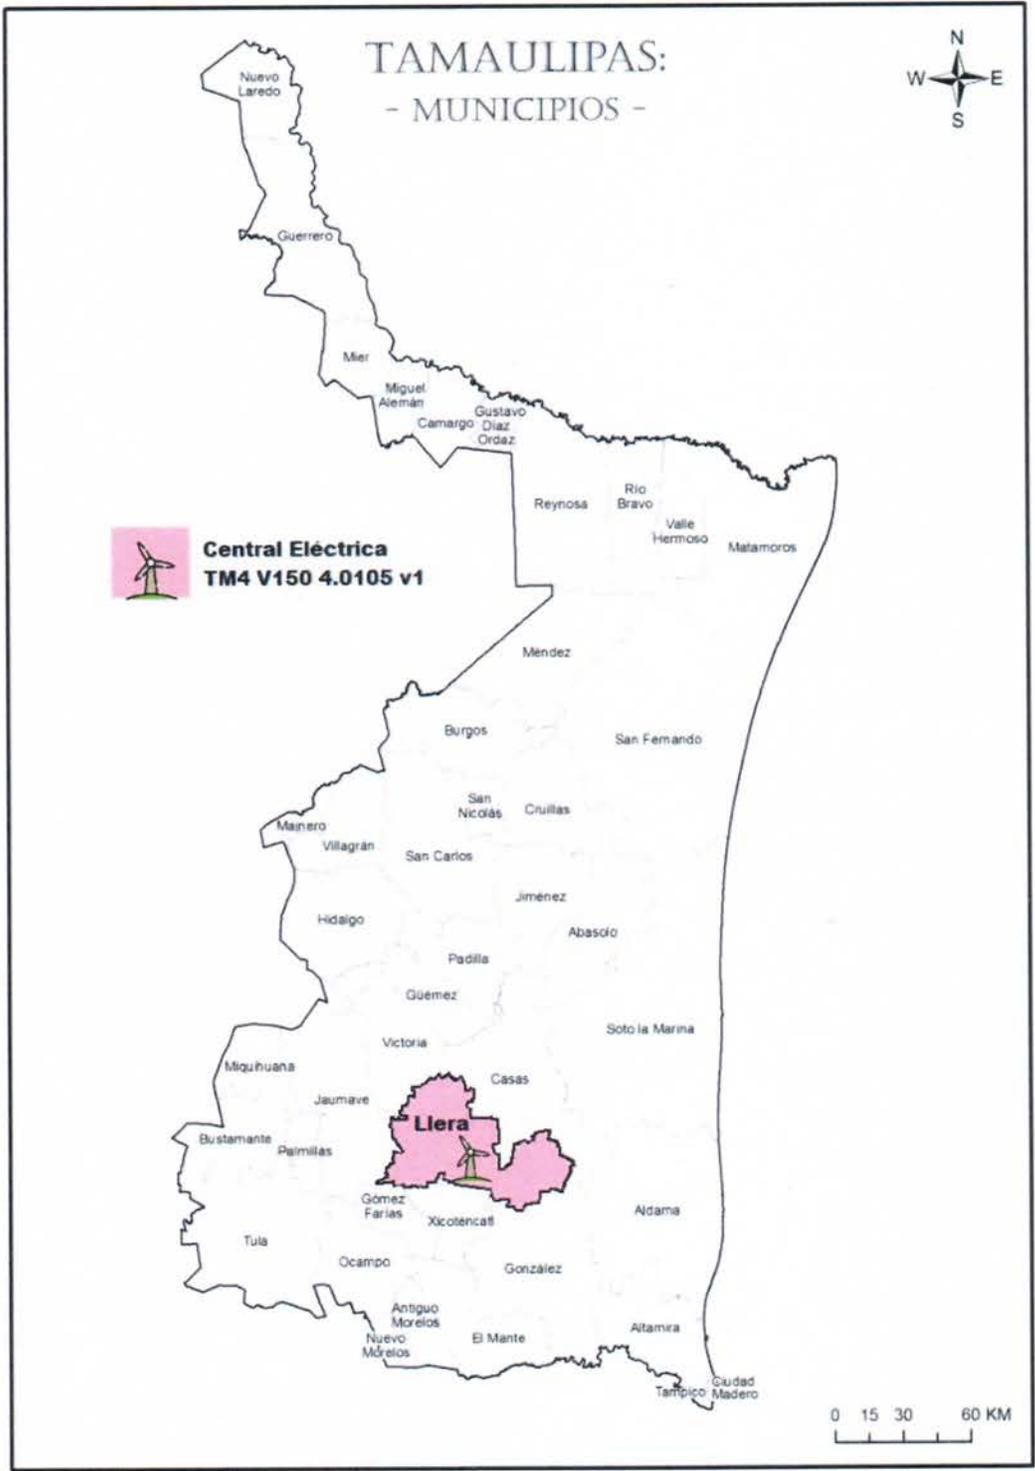 TAMAULIPAS:
- MUNICIPIOS -
N
W E
S
Nuevo
Laredo
Guerrero
Mier
Miguel
Alemán
Camargo
Gustavo
Díaz
Ordaz
Reynosa
Río
Bravo
Valle
Hermoso
Matamoros
Central Eléctrica
TM4 V150 4.0105 v1
Méndez
Burgos
San Fernando
San
Nicolás
Cruillas
Mainero
Villagrán
San Carlos
Jiménez
Hidalgo
Abasolo
Padilla
Güémez
Soto la Marina
Victoria
Miquihuana
Casas
Jaumave
Llera
Bustamante
Palmillas
Gómez
Farías
Xicoténcatl
Aldama
Tula
Ocampo
González
Antiguo
Morelos
Nuevo
Morelos
El Mante
Altamira
Tampico
Ciudad
Madero
0 15 30 60 KM